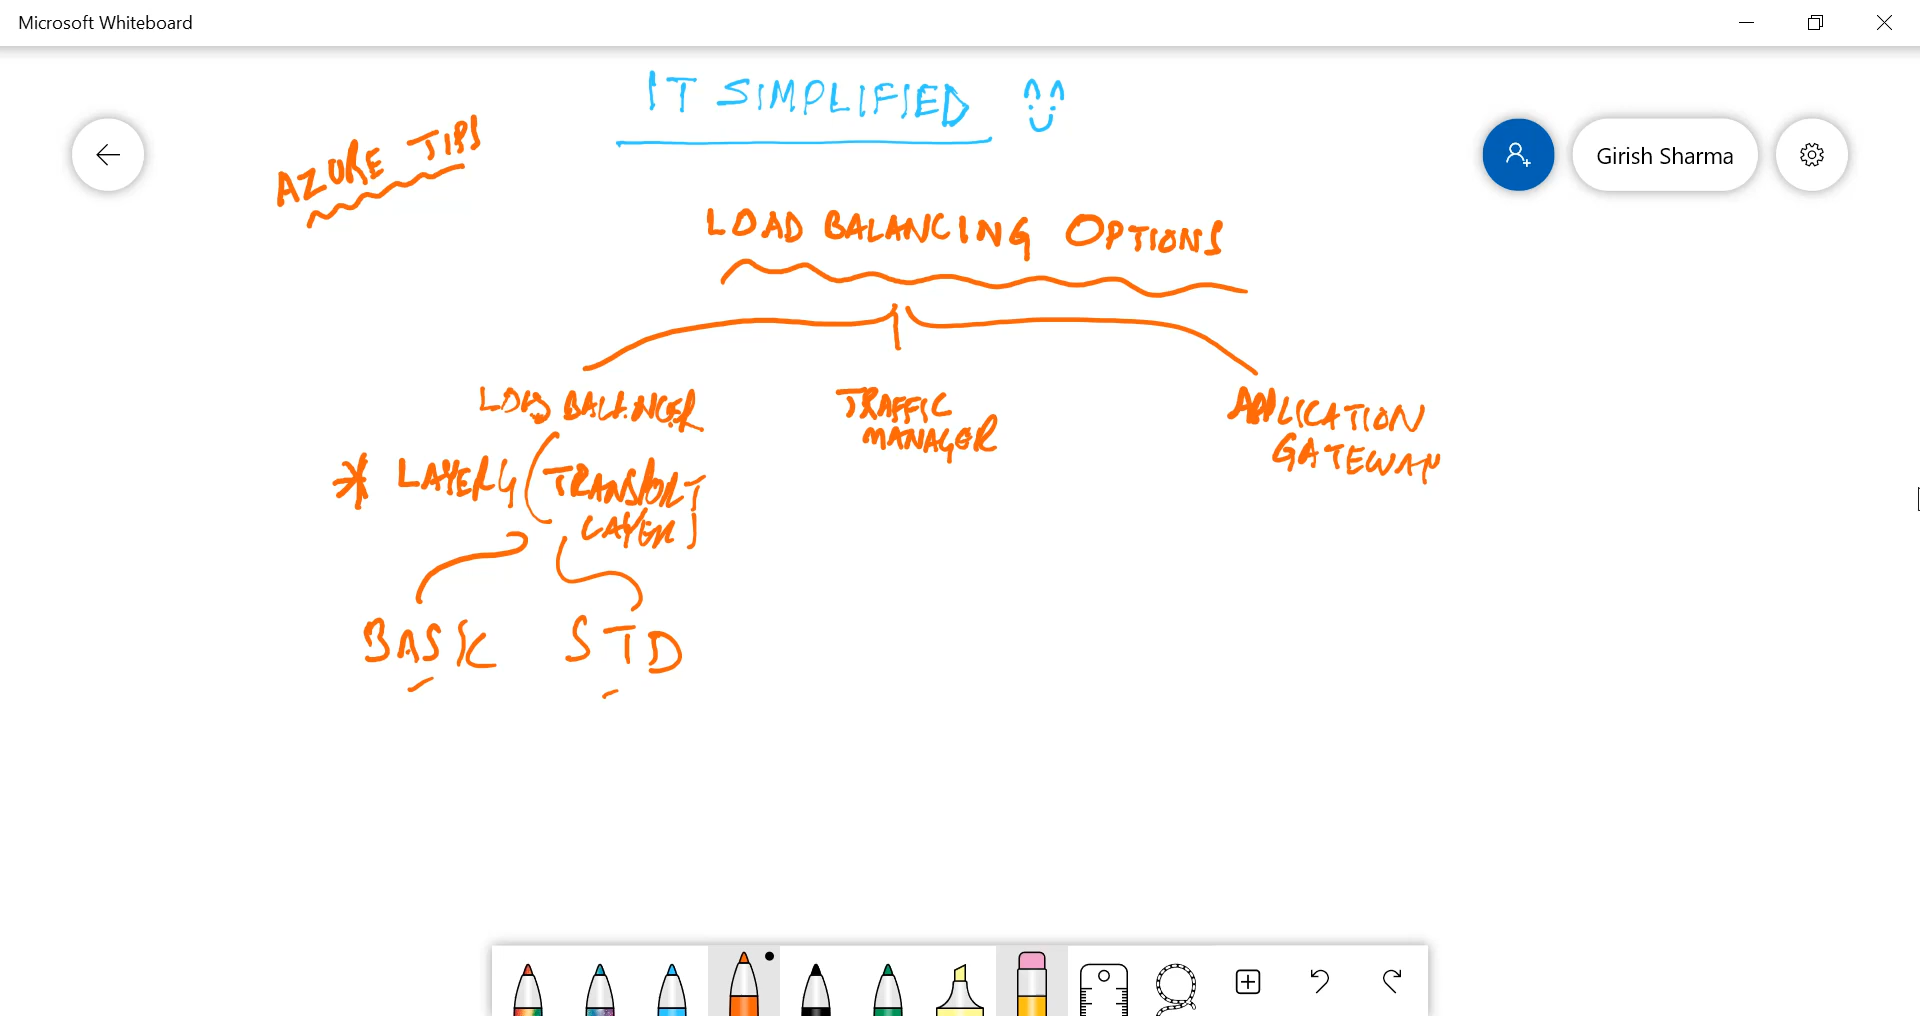 Microsoft Whiteboard
IT SIMPLIFIED
AZURE TIPS
Girish Sharma
LOAD BALANCING OPTIONS
LOAD BALANCER
TRAFFIC
MANAGER
APPLICATION
GATEWAY
* LAYER 4 (TRANSPORT
LAYER)
BASIC STD